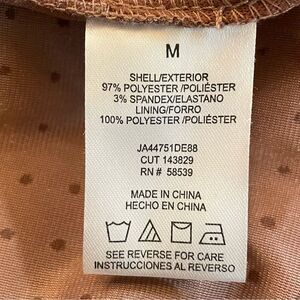 M
SHELL/EXTERIOR
97% POLYESTER /POLIÉSTER
3% SPANDEX/ELASTANO
LINING/FORRO
100% POLYESTER /POLIÉSTER
JA44751DE88
CUT 143829
RN # 58539
MADE IN CHINA
HECHO EN CHINA
SEE REVERSE FOR CARE
INSTRUCCIONES AL REVERSO